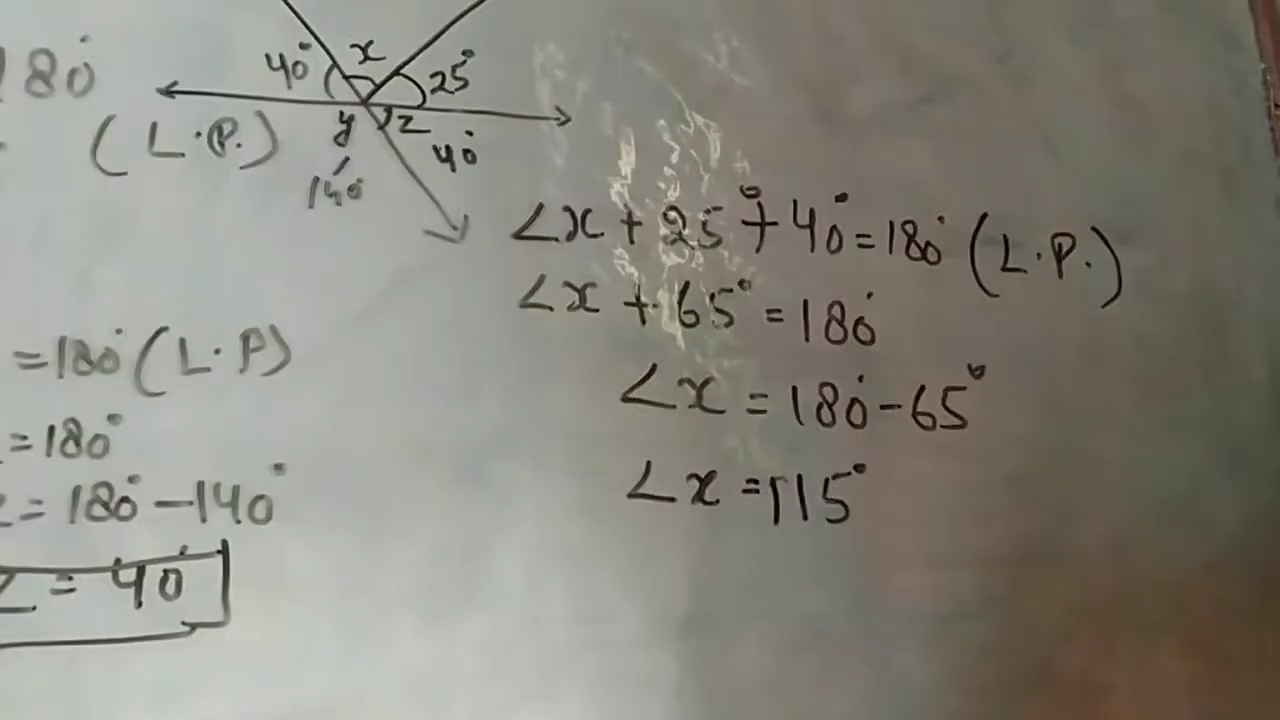 180°
(L.P.)
40° x 25°
y z 40°
140°
= 180° (L.P)
= 180°
z = 180° - 140°
z = 40°
∠x + 25° + 40° = 180° (L.P.)
∠x + 65° = 180°
∠x = 180° - 65°
∠x = 115°